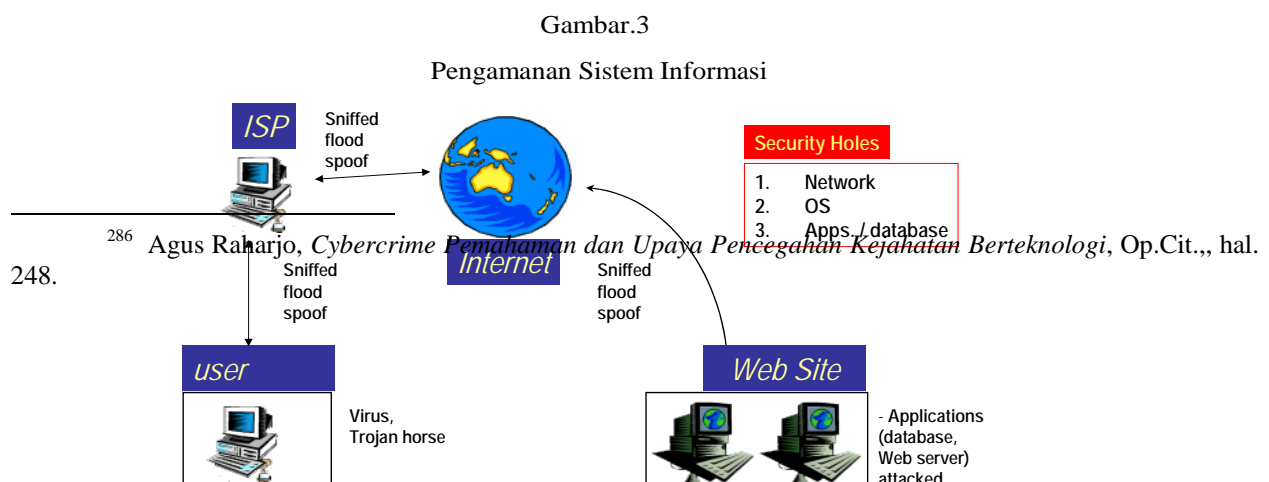 Gambar.3
Pengamanan Sistem Informasi
ISP
Sniffed
flood
spoof
Security Holes
1. Network
2. OS
3. Apps. / database
286 Agus Raharjo, Cybercrime Pemahaman dan Upaya Pencegahan Kejahatan Berteknologi, Op.Cit.,, hal.
248.
Internet
Sniffed
flood
spoof
Sniffed
flood
spoof
user
Web Site
Virus,
Trojan horse
- Applications
(database,
Web server)
attacked